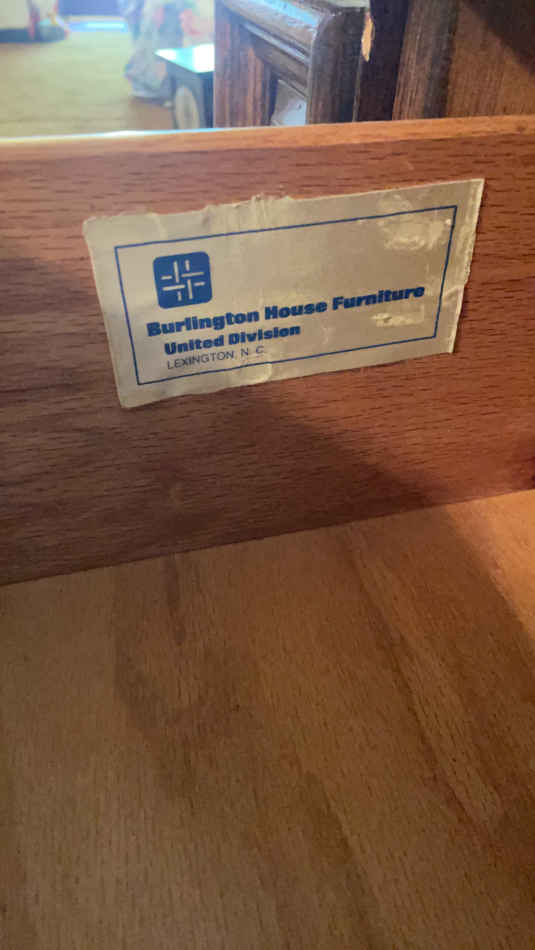 Burlington House Furniture
United Division
LEXINGTON, N. C.